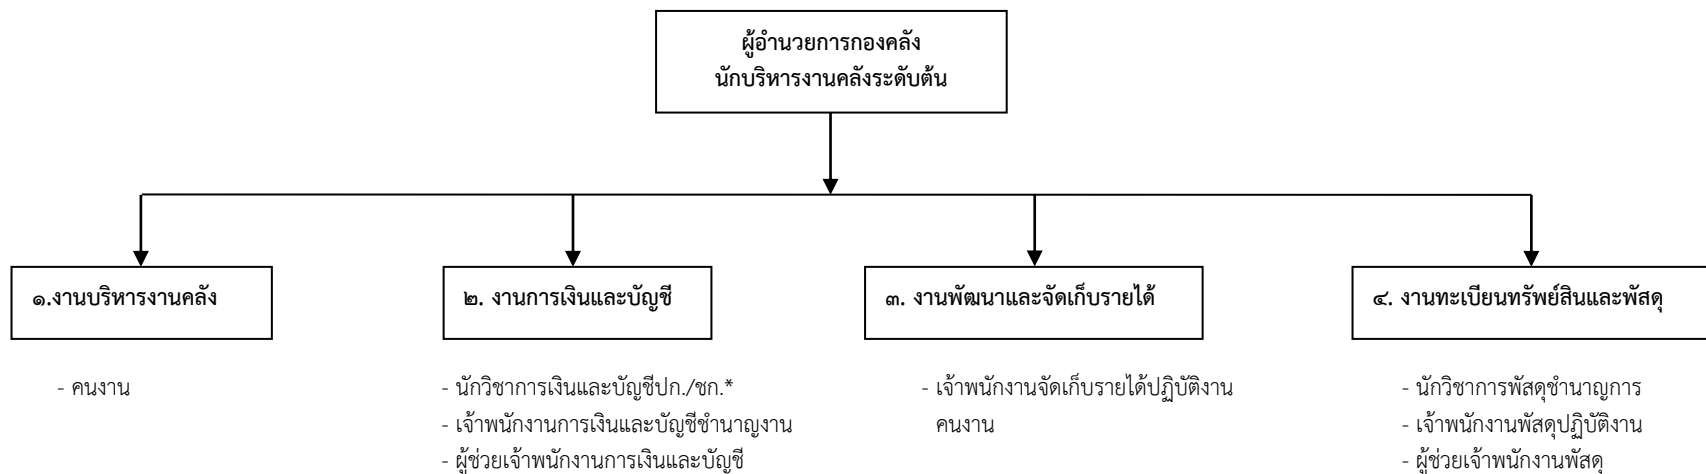 ผู้อำนวยการกองคลัง
นักบริหารงานคลังระดับต้น
๑.งานบริหารงานคลัง
- คนงาน
๒. งานการเงินและบัญชี
- นักวิชาการเงินและบัญชีปก./ชก.*
- เจ้าพนักงานการเงินและบัญชีชำนาญงาน
- ผู้ช่วยเจ้าพนักงานการเงินและบัญชี
๓. งานพัฒนาและจัดเก็บรายได้
- เจ้าพนักงานจัดเก็บรายได้ปฏิบัติงาน
คนงาน
๔. งานทะเบียนทรัพย์สินและพัสดุ
- นักวิชาการพัสดุชำนาญการ
- เจ้าพนักงานพัสดุปฏิบัติงาน
- ผู้ช่วยเจ้าพนักงานพัสดุ